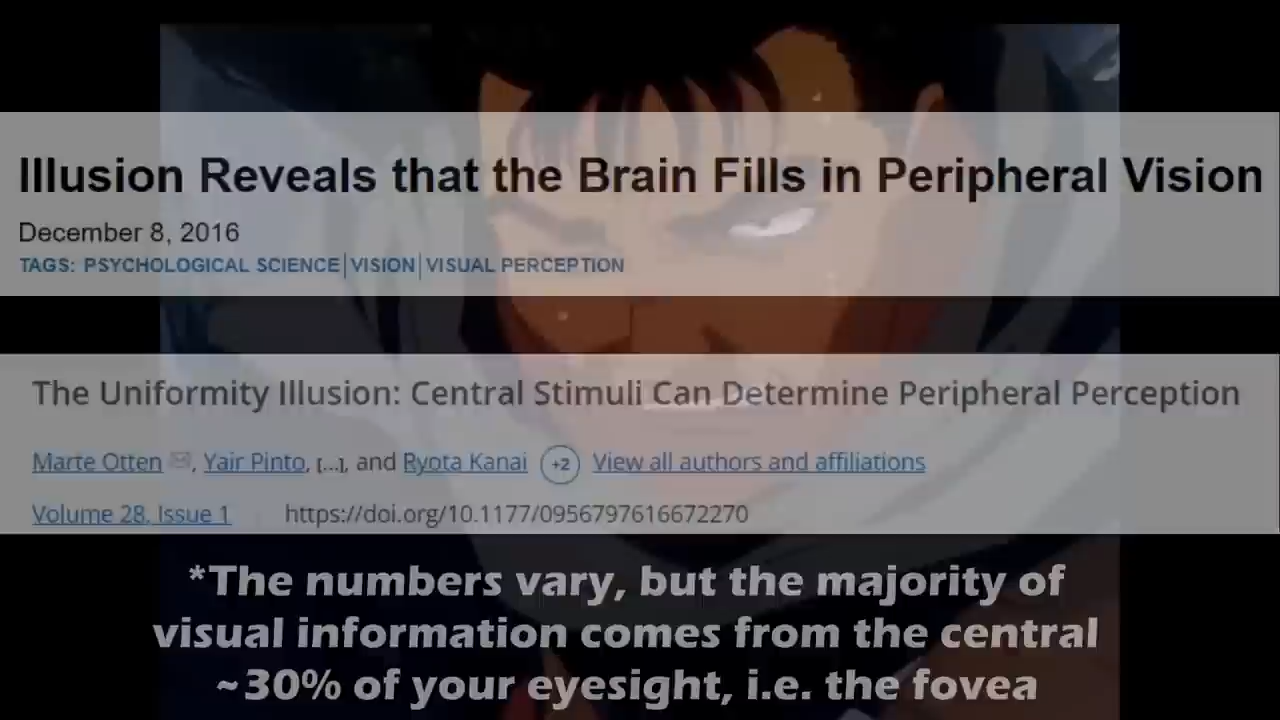 Illusion Reveals that the Brain Fills in Peripheral Vision
December 8, 2016
TAGS: PSYCHOLOGICAL SCIENCE | VISION | VISUAL PERCEPTION
The Uniformity Illusion: Central Stimuli Can Determine Peripheral Perception
Marte Otten, Yair Pinto, [...], and Ryota Kanai +2 View all authors and affiliations
Volume 28, Issue 1 https://doi.org/10.1177/0956797616672270
*The numbers vary, but the majority of
visual information comes from the central
~30% of your eyesight, i.e. the fovea